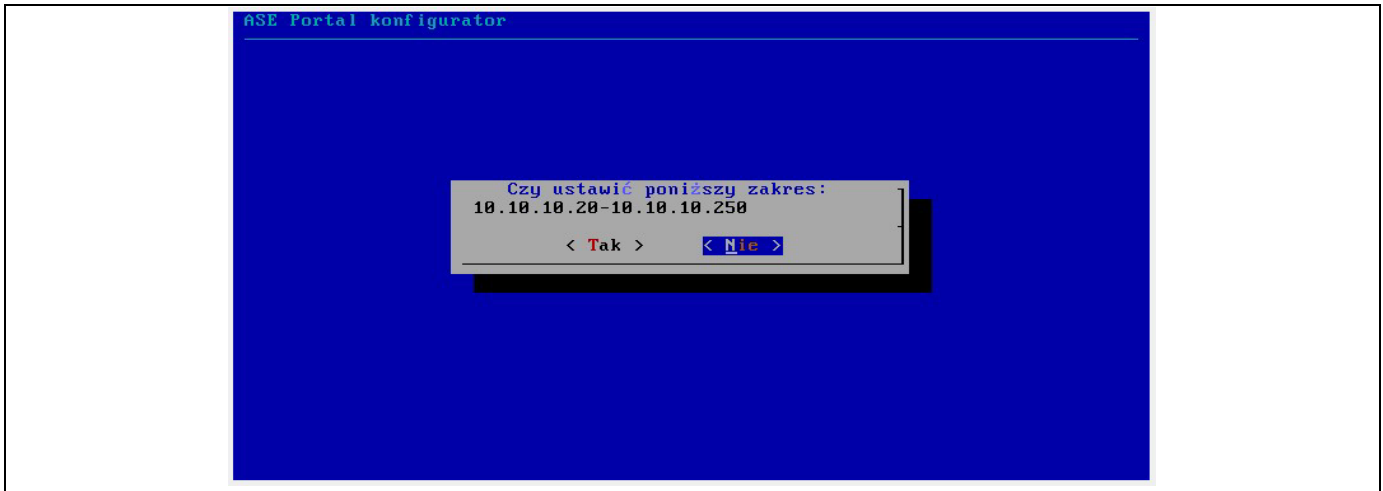 ASE Portal konfigurator
Czy ustawić poniższy zakres:
10.10.10.20-10.10.10.250
< Tak > < Nie >